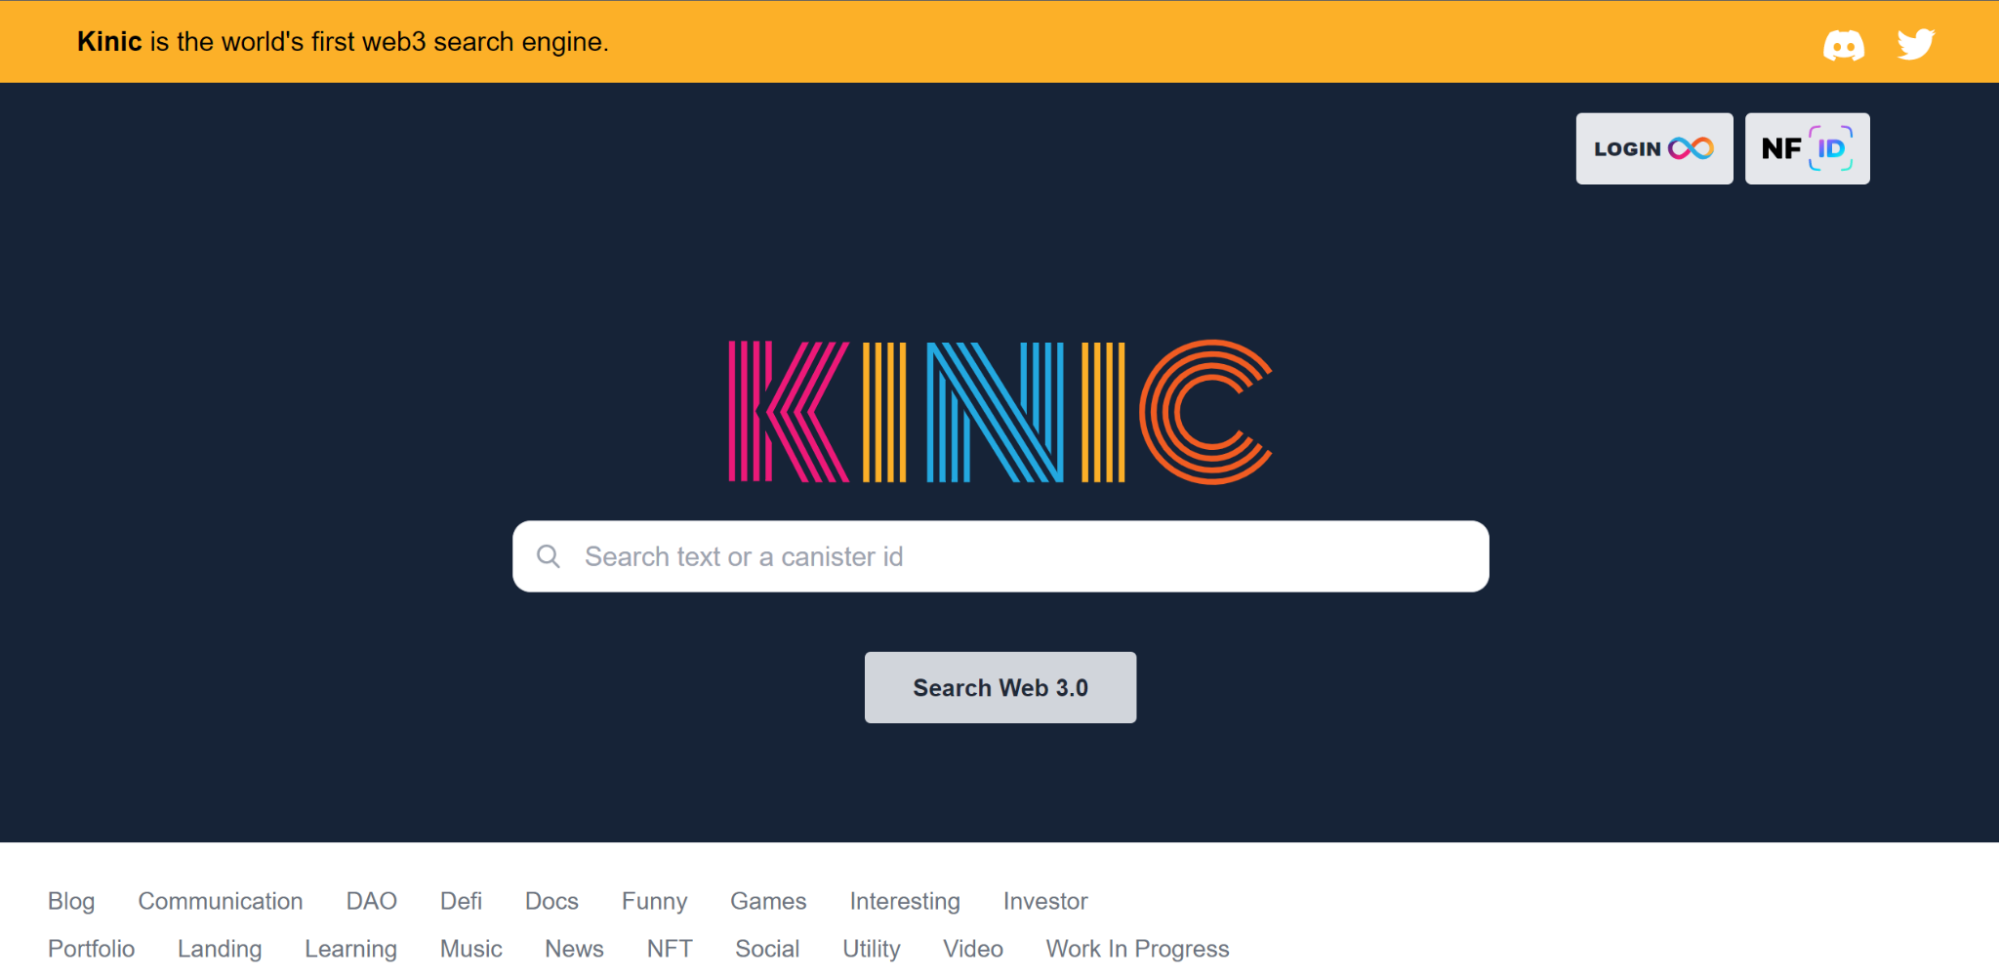 Kinic is the world's first web3 search engine.
LOGIN
NF ID
KINIC
Search text or a canister id
Search Web 3.0
Blog Communication DAO Defi Docs Funny Games Interesting Investor
Portfolio Landing Learning Music News NFT Social Utility Video Work In Progress